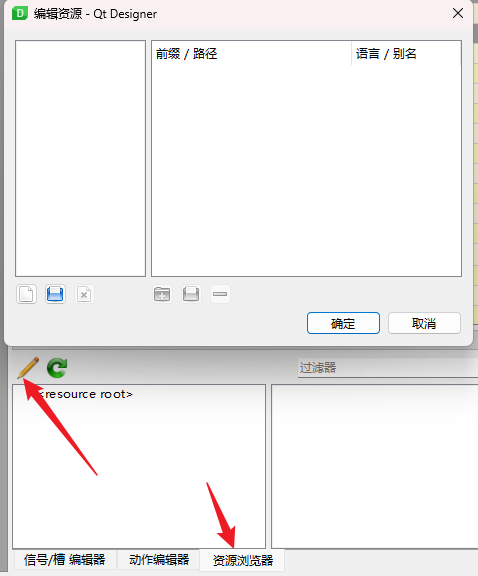 D 编辑资源 - Qt Designer
前缀 / 路径 语言 / 别名
确定 取消
过滤器
<resource root>
信号/槽 编辑器 动作编辑器 资源浏览器